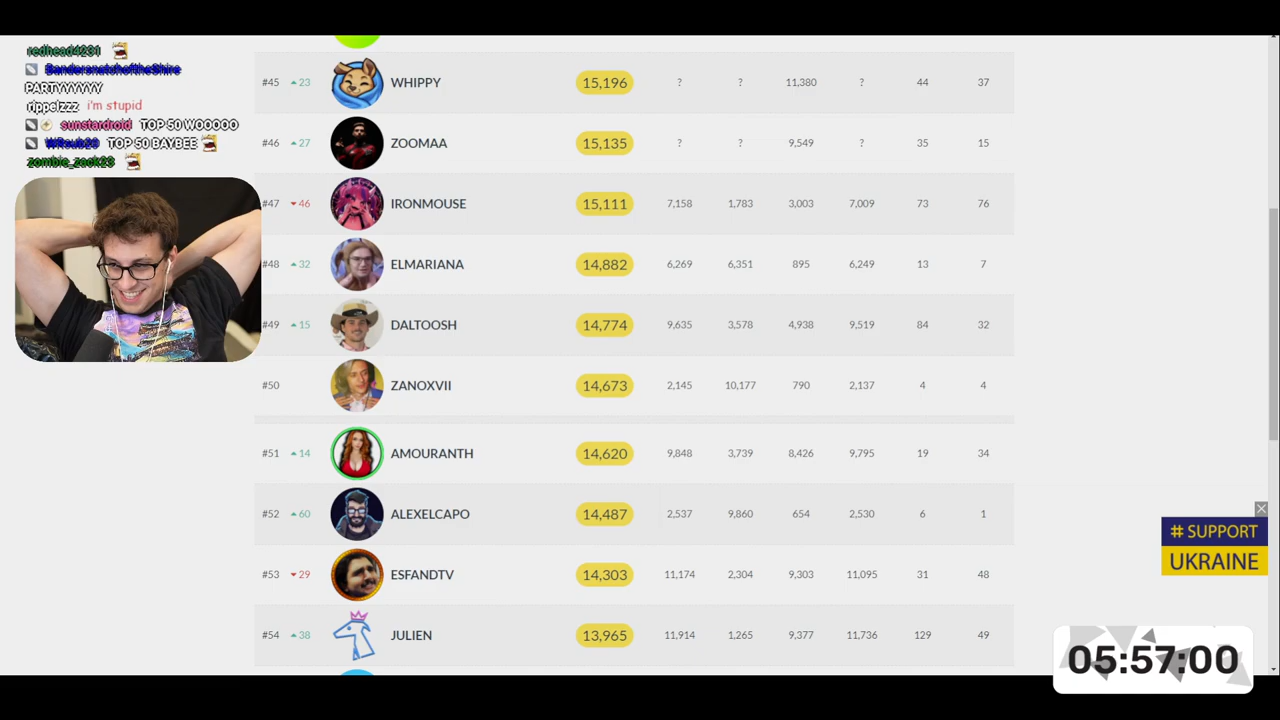 redhead4231
BandersnatchoftheShire
PARTYYYYYY
rippelzzz i'm stupid
sunstardroid TOP 50 WOOOOO
TOP 50 BAYBEE
zombie_zack23
#45 23 WHIPPY 15,196 ? ? 11,380 ? 44 37
#46 27 ZOOMAA 15,135 ? ? 9,549 ? 35 15
#47 46 IRONMOUSE 15,111 7,158 1,783 3,003 7,009 73 76
#48 32 ELMARIANA 14,882 6,269 6,351 895 6,249 13 7
#49 15 DALTOOSH 14,774 9,635 3,578 4,938 9,519 84 32
#50 ZANOXVII 14,673 2,145 10,177 790 2,137 4 4
#51 14 AMOURANTH 14,620 9,848 3,739 8,426 9,795 19 34
#52 60 ALEXELCAPO 14,487 2,537 9,860 654 2,530 6 1
#53 29 ESFANDTV 14,303 11,174 2,304 9,303 11,095 31 48
#54 38 JULIEN 13,965 11,914 1,265 9,377 11,736 129 49
# SUPPORT
UKRAINE
05:57:00